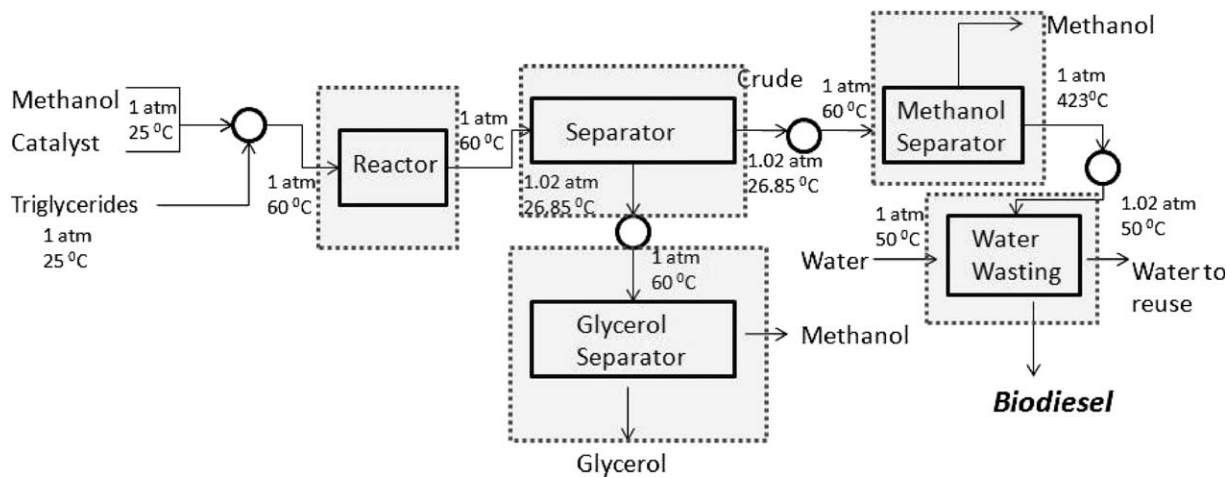 Methanol
Catalyst
1 atm
25 ⁰C
Triglycerides
1 atm
25 ⁰C
1 atm
60 ⁰C
Reactor
1 atm
60 ⁰C
Separator
1.02 atm
26.85 ⁰C
Crude
1.02 atm
26.85 ⁰C
1 atm
60 ⁰C
Methanol
Separator
Methanol
1 atm
423⁰C
1.02 atm
50 ⁰C
1 atm
50 ⁰C
Water
Water
Wasting
Water to
reuse
Biodiesel
1 atm
60 ⁰C
Glycerol
Separator
Methanol
Glycerol